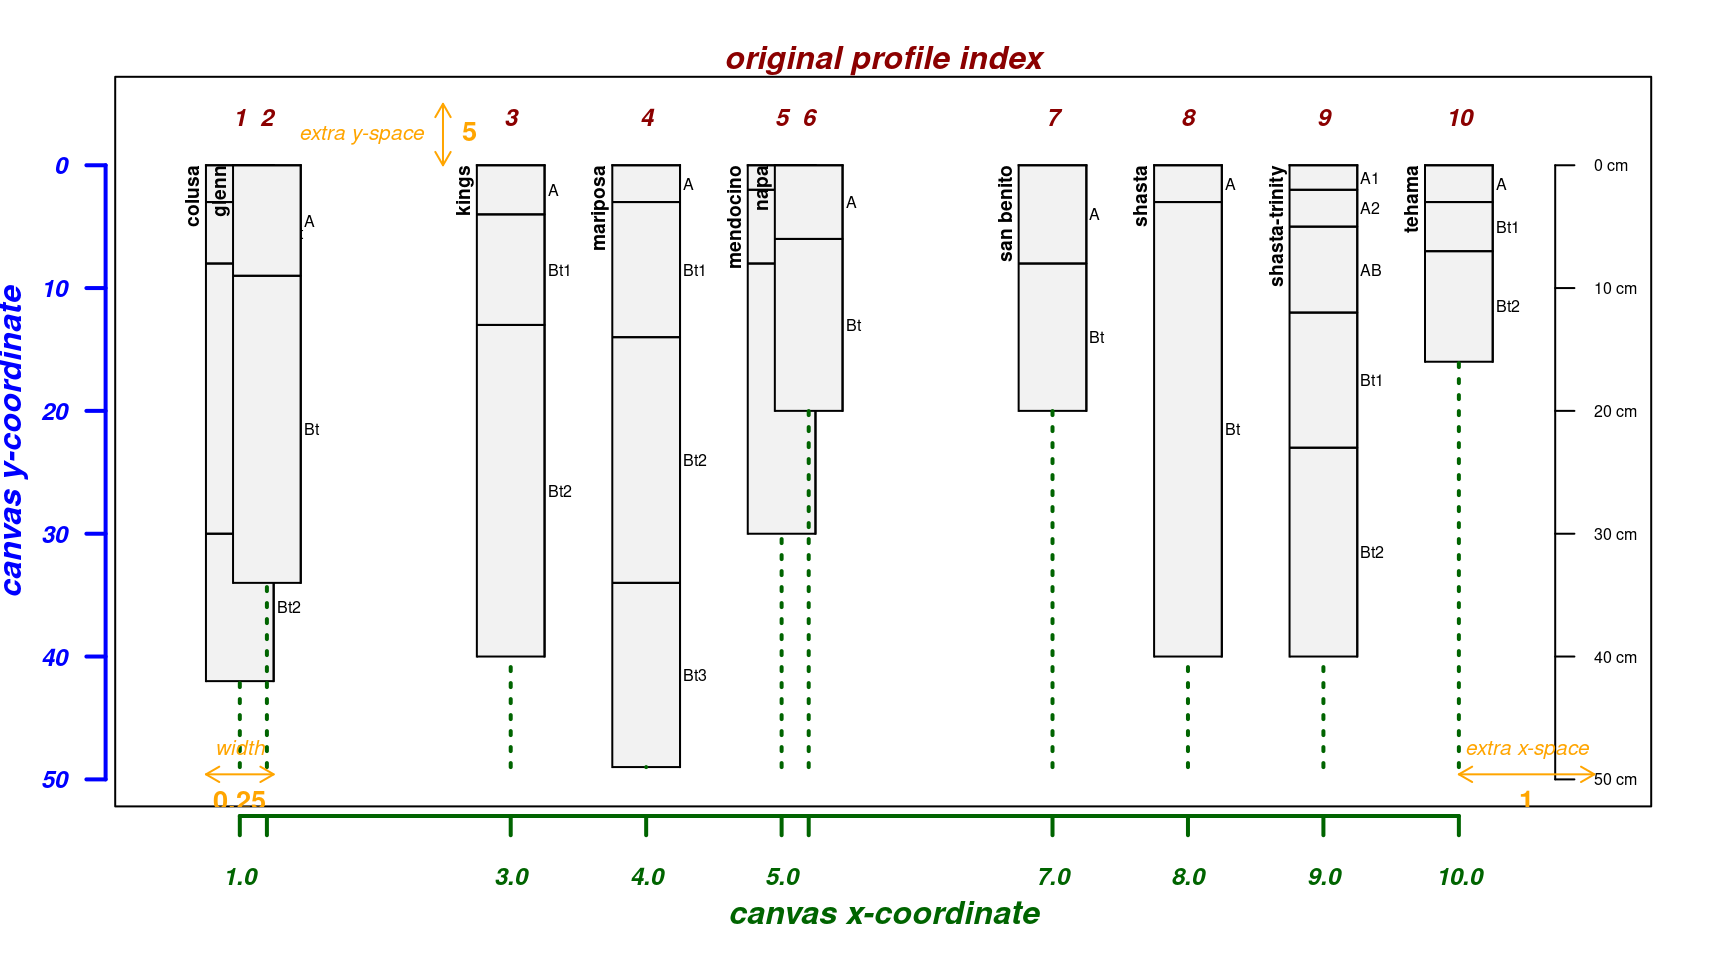 original profile index
1 2 3 4 5 6 7 8 9 10
extra y-space 5
canvas y-coordinate
0
10
20
30
40
50
colusa
glenn
A
Bt
Bt2
kings
A
Bt1
Bt2
mariposa
A
Bt1
Bt2
Bt3
mendocino
napa
A
Bt
san benito
A
Bt
shasta
A
Bt
shasta-trinity
A1
A2
AB
Bt1
Bt2
tehama
A
Bt1
Bt2
0 cm
10 cm
20 cm
30 cm
40 cm
50 cm
width
0.25
extra x-space
1
1.0 3.0 4.0 5.0 7.0 8.0 9.0 10.0
canvas x-coordinate